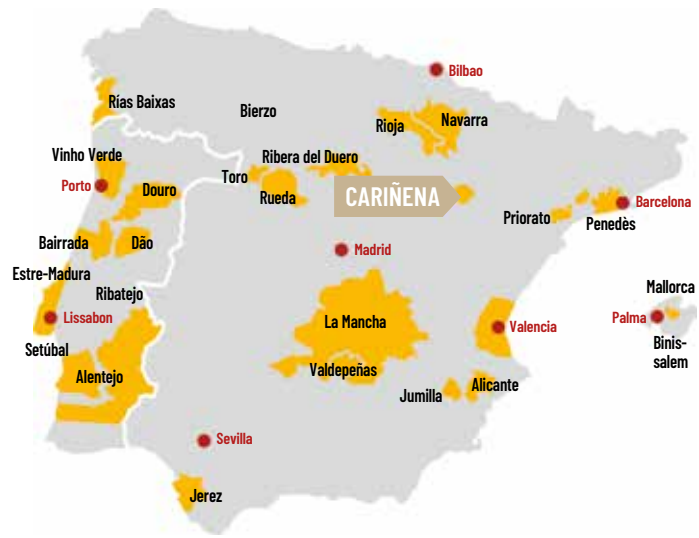 Bilbao
Rías Baixas
Bierzo
Rioja
Navarra
Vinho Verde
Ribera del Duero
Toro
Porto
Douro
Rueda
CARIÑENA
Barcelona
Priorato
Penedès
Bairrada
Dão
Madrid
Estre-Madura
Ribatejo
Mallorca
Lissabon
La Mancha
Valencia
Palma
Setúbal
Binis-
salem
Alentejo
Valdepeñas
Jumilla
Alicante
Sevilla
Jerez